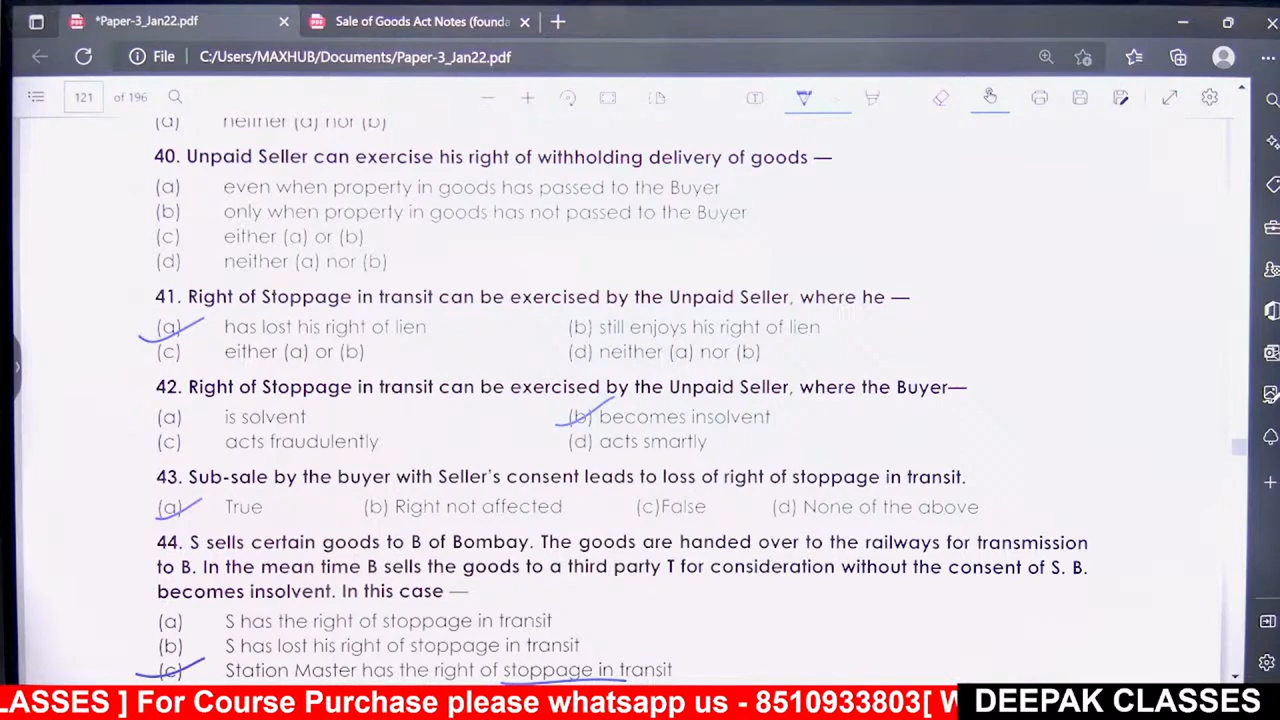 *Paper-3_Jan22.pdf
Sale of Goods Act Notes (founda
File C:/Users/MAXHUB/Documents/Paper-3_Jan22.pdf
121 of 196
(d) neither (a) nor (b)
40. Unpaid Seller can exercise his right of withholding delivery of goods —
(a) even when property in goods has passed to the Buyer
(b) only when property in goods has not passed to the Buyer
(c) either (a) or (b)
(d) neither (a) nor (b)
41. Right of Stoppage in transit can be exercised by the Unpaid Seller, where he —
(a) has lost his right of lien (b) still enjoys his right of lien
(c) either (a) or (b) (d) neither (a) nor (b)
42. Right of Stoppage in transit can be exercised by the Unpaid Seller, where the Buyer—
(a) is solvent (b) becomes insolvent
(c) acts fraudulently (d) acts smartly
43. Sub-sale by the buyer with Seller's consent leads to loss of right of stoppage in transit.
(a) True (b) Right not affected (c)False (d) None of the above
44. S sells certain goods to B of Bombay. The goods are handed over to the railways for transmission
to B. In the mean time B sells the goods to a third party T for consideration without the consent of S. B.
becomes insolvent. In this case —
(a) S has the right of stoppage in transit
(b) S has lost his right of stoppage in transit
(c) Station Master has the right of stoppage in transit
LASSES ] For Course Purchase please whatsapp us - 8510933803[ W
DEEPAK CLASSES